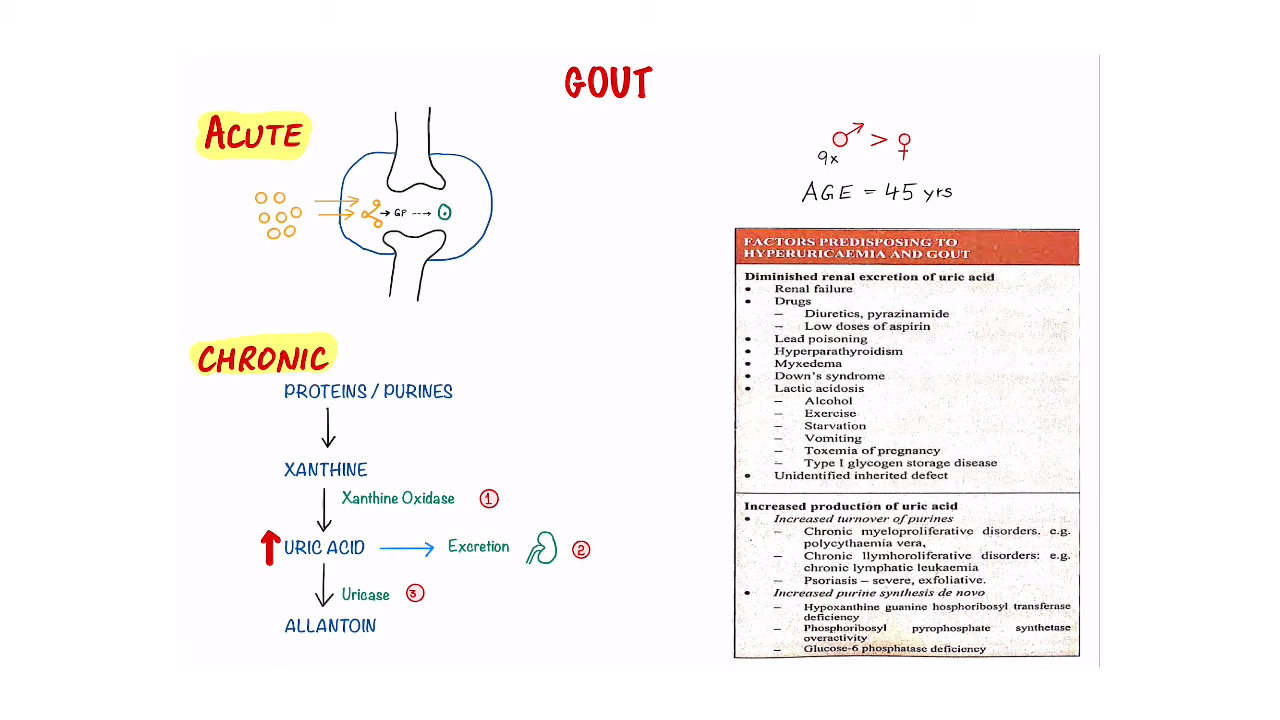 GOUT
ACUTE
GP
CHRONIC
PROTEINS / PURINES
XANTHINE
Xanthine Oxidase 1
URIC ACID
Excretion 2
Uricase 3
ALLANTOIN
♂ > ♀
9x
AGE = 45 yrs
FACTORS PREDISPOSING TO
HYPERURICAEMIA AND GOUT
Diminished renal excretion of uric acid
• Renal failure
• Drugs
– Diuretics, pyrazinamide
– Low doses of aspirin
• Lead poisoning
• Hyperparathyroidism
• Myxedema
• Down's syndrome
• Lactic acidosis
– Alcohol
– Exercise
– Starvation
– Vomiting
– Toxemia of pregnancy
– Type I glycogen storage disease
• Unidentified inherited defect
Increased production of uric acid
• Increased turnover of purines
– Chronic myeloproliferative disorders. e.g.
polycythaemia vera,
– Chronic llymhoroliferative disorders: e.g.
chronic lymphatic leukaemia
– Psoriasis – severe, exfoliative.
• Increased purine synthesis de novo
– Hypoxanthine guanine hosphoribosyl transferase
deficiency
– Phosphoribosyl pyrophosphate synthetase
overactivity
– Glucose-6 phosphatase deficiency